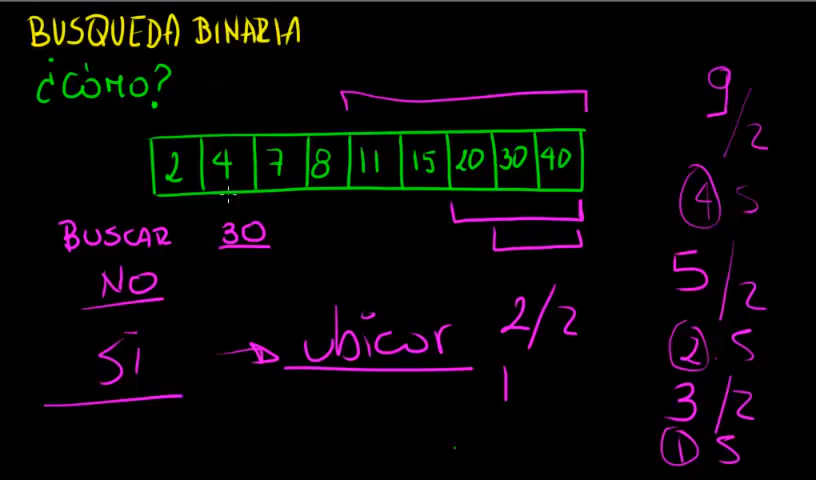 BUSQUEDA BINARIA
¿CÓMO?
2 4 7 8 11 15 20 30 40
BUSCAR 30
NO
SI → ubicar
2/2
1
9/2
4 5
5/2
2.5
3/2
1 5